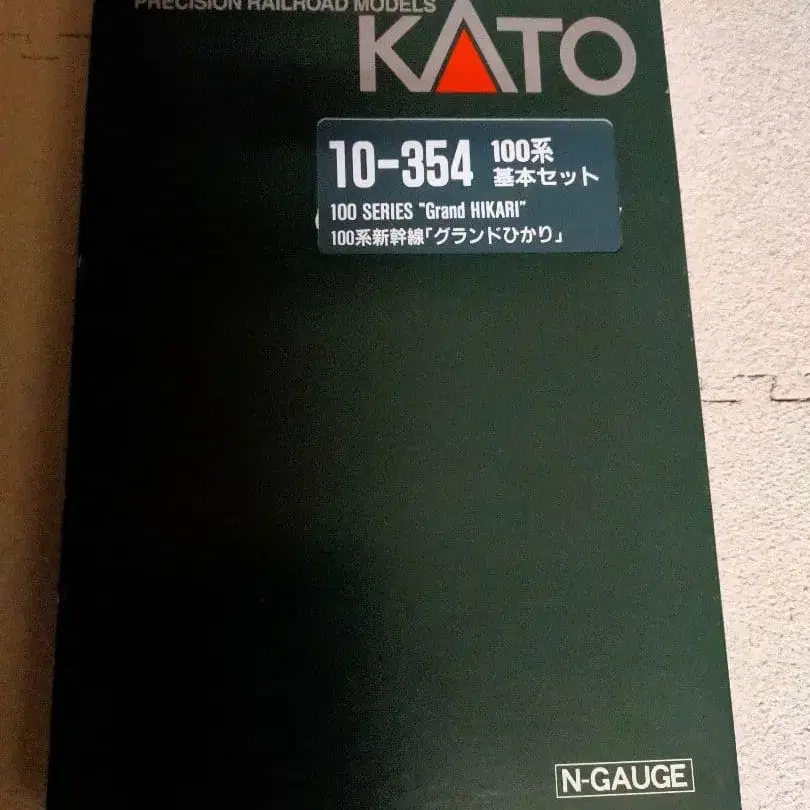 PRECISION RAILROAD MODELS
KATO
10-354 100系
基本セット
100 SERIES "Grand HIKARI"
100系新幹線「グランドひかり」
N-GAUGE